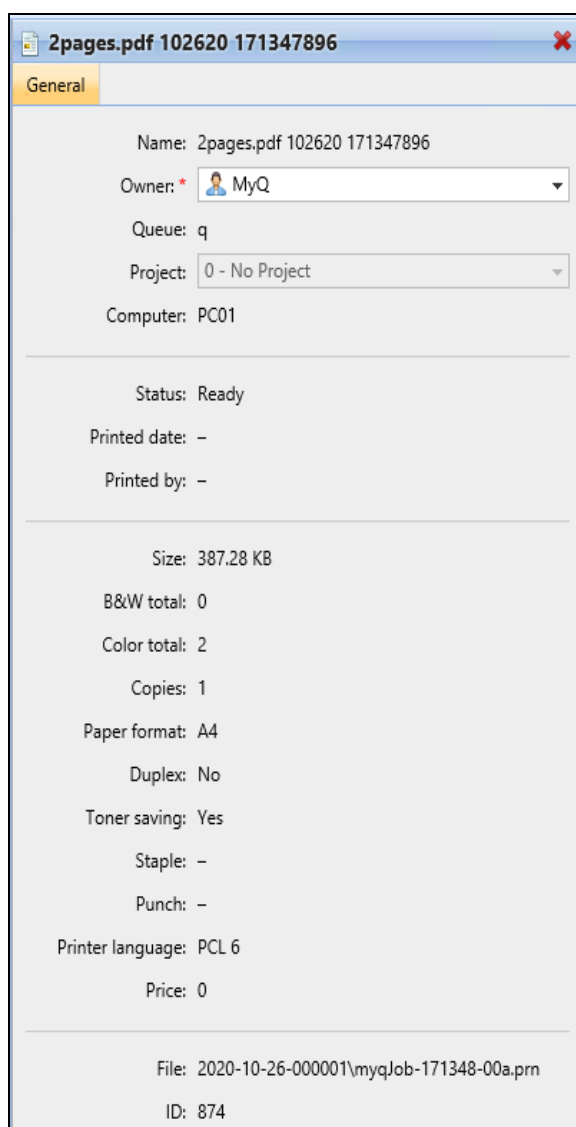 2pages.pdf 102620 171347896
General
Name: 2pages.pdf 102620 171347896
Owner: * MyQ
Queue: q
Project: 0 - No Project
Computer: PC01
Status: Ready
Printed date: –
Printed by: –
Size: 387.28 KB
B&W total: 0
Color total: 2
Copies: 1
Paper format: A4
Duplex: No
Toner saving: Yes
Staple: –
Punch: –
Printer language: PCL 6
Price: 0
File: 2020-10-26-000001\myqJob-171348-00a.prn
ID: 874